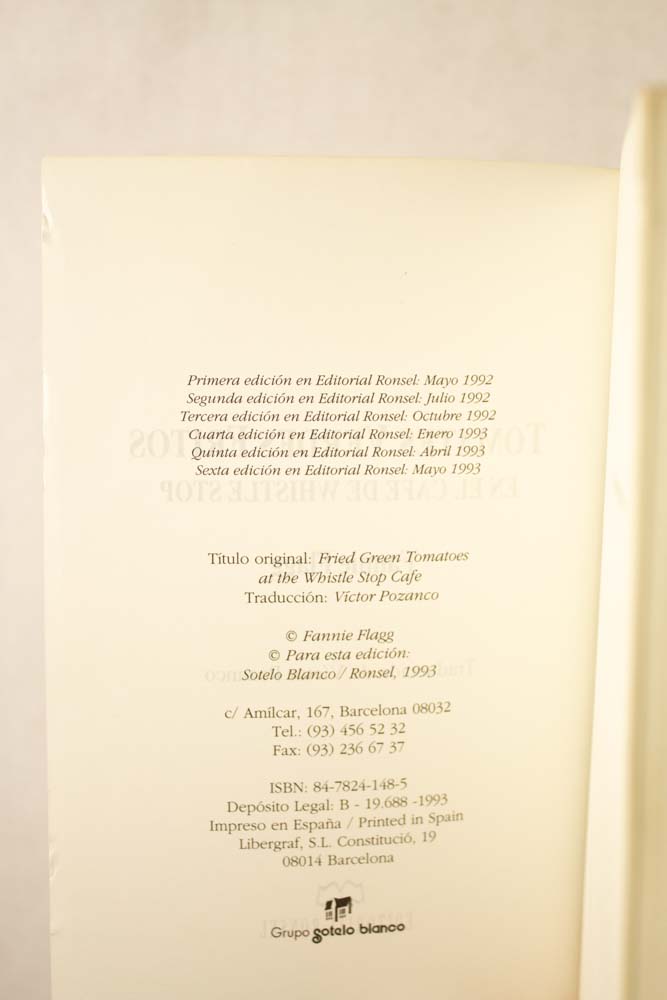 Primera edición en Editorial Ronsel: Mayo 1992
Segunda edición en Editorial Ronsel: Julio 1992
Tercera edición en Editorial Ronsel: Octubre 1992
Cuarta edición en Editorial Ronsel: Enero 1993
Quinta edición en Editorial Ronsel: Abril 1993
Sexta edición en Editorial Ronsel: Mayo 1993
Título original: Fried Green Tomatoes
at the Whistle Stop Cafe
Traducción: Víctor Pozanco
© Fannie Flagg
© Para esta edición:
Sotelo Blanco / Ronsel, 1993
c/ Amílcar, 167, Barcelona 08032
Tel.: (93) 456 52 32
Fax: (93) 236 67 37
ISBN: 84-7824-148-5
Depósito Legal: B - 19.688 -1993
Impreso en España / Printed in Spain
Libergraf, S.L. Constitució, 19
08014 Barcelona
Grupo sotelo blanco